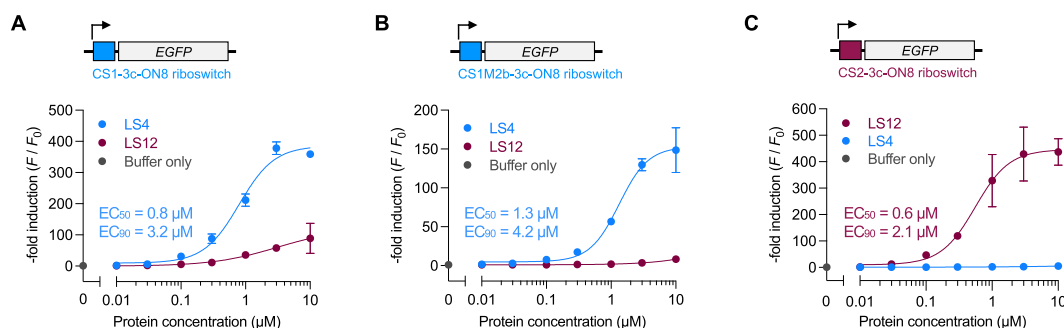 A
EGFP
CS1-3c-ON8 riboswitch
-fold induction (F / F0)
500
400
300
200
100
0
LS4
LS12
Buffer only
EC50 = 0.8 µM
EC90 = 3.2 µM
0 0.01 0.1 1 10
Protein concentration (µM)
B
EGFP
CS1M2b-3c-ON8 riboswitch
-fold induction (F / F0)
200
150
100
50
0
LS4
LS12
Buffer only
EC50 = 1.3 µM
EC90 = 4.2 µM
0 0.01 0.1 1 10
Protein concentration (µM)
C
EGFP
CS2-3c-ON8 riboswitch
-fold induction (F / F0)
600
500
400
300
200
100
0
LS12
LS4
Buffer only
EC50 = 0.6 µM
EC90 = 2.1 µM
0 0.01 0.1 1 10
Protein concentration (µM)